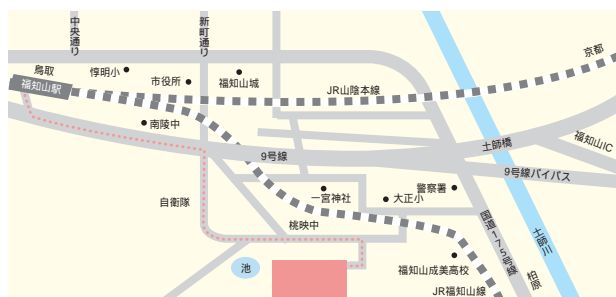 中央通り
新町通り
鳥取
惇明小
市役所
福知山城
京都
福知山駅
JR山陰本線
南陵中
土師橋
福知山IC
9号線
9号線バイパス
警察署
自衛隊
一宮神社
大正小
桃映中
国道175号線
土師川
池
福知山成美高校
柏原
JR福知山線